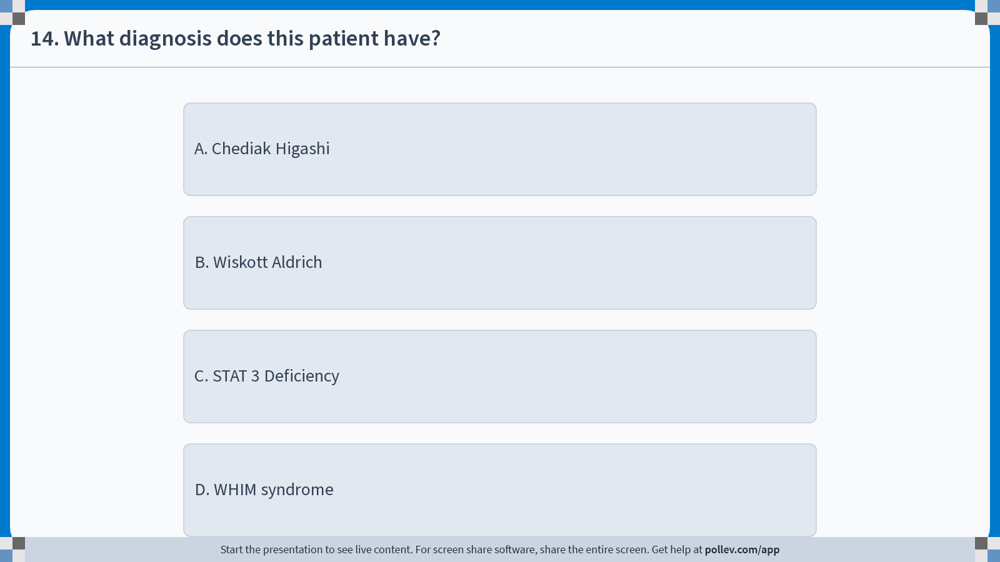 14. What diagnosis does this patient have?
A. Chediak Higashi
B. Wiskott Aldrich
C. STAT 3 Deficiency
D. WHIM syndrome
Start the presentation to see live content. For screen share software, share the entire screen. Get help at pollev.com/app